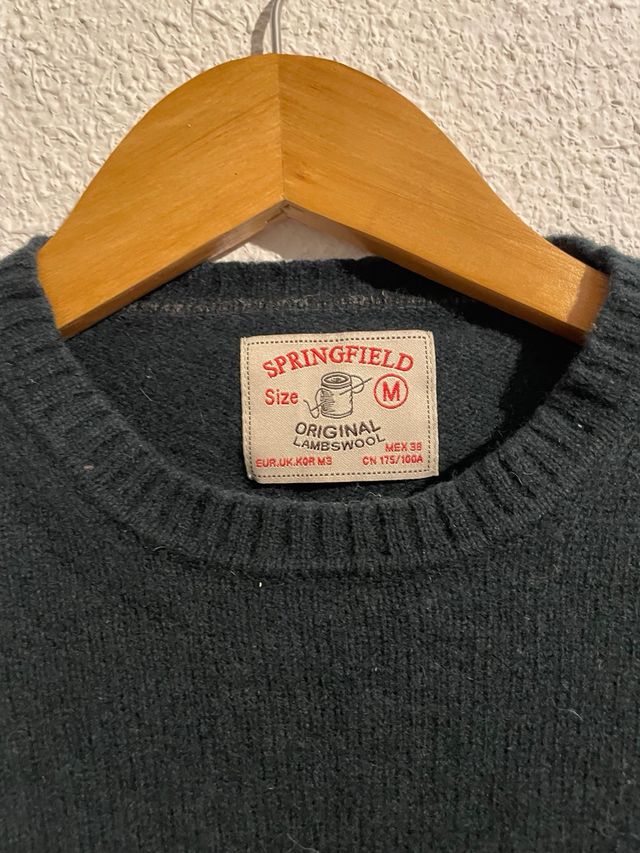 SPRINGFIELD
Size M
ORIGINAL
LAMBSWOOL
MEX 38
EUR.UK.KOR M3 CN 175/100A